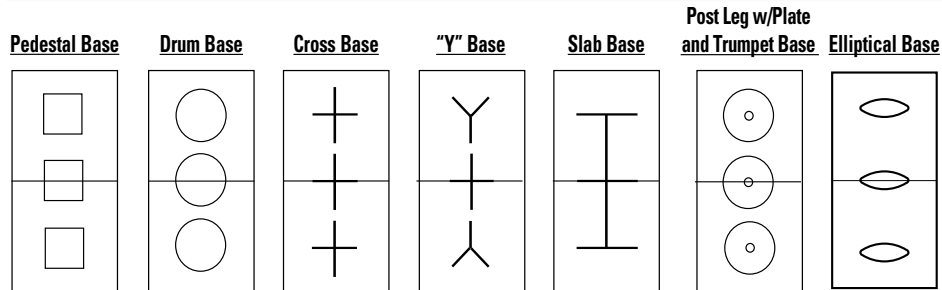 Pedestal Base
Drum Base
Cross Base
“Y” Base
Slab Base
Post Leg w/Plate
and Trumpet Base
Elliptical Base